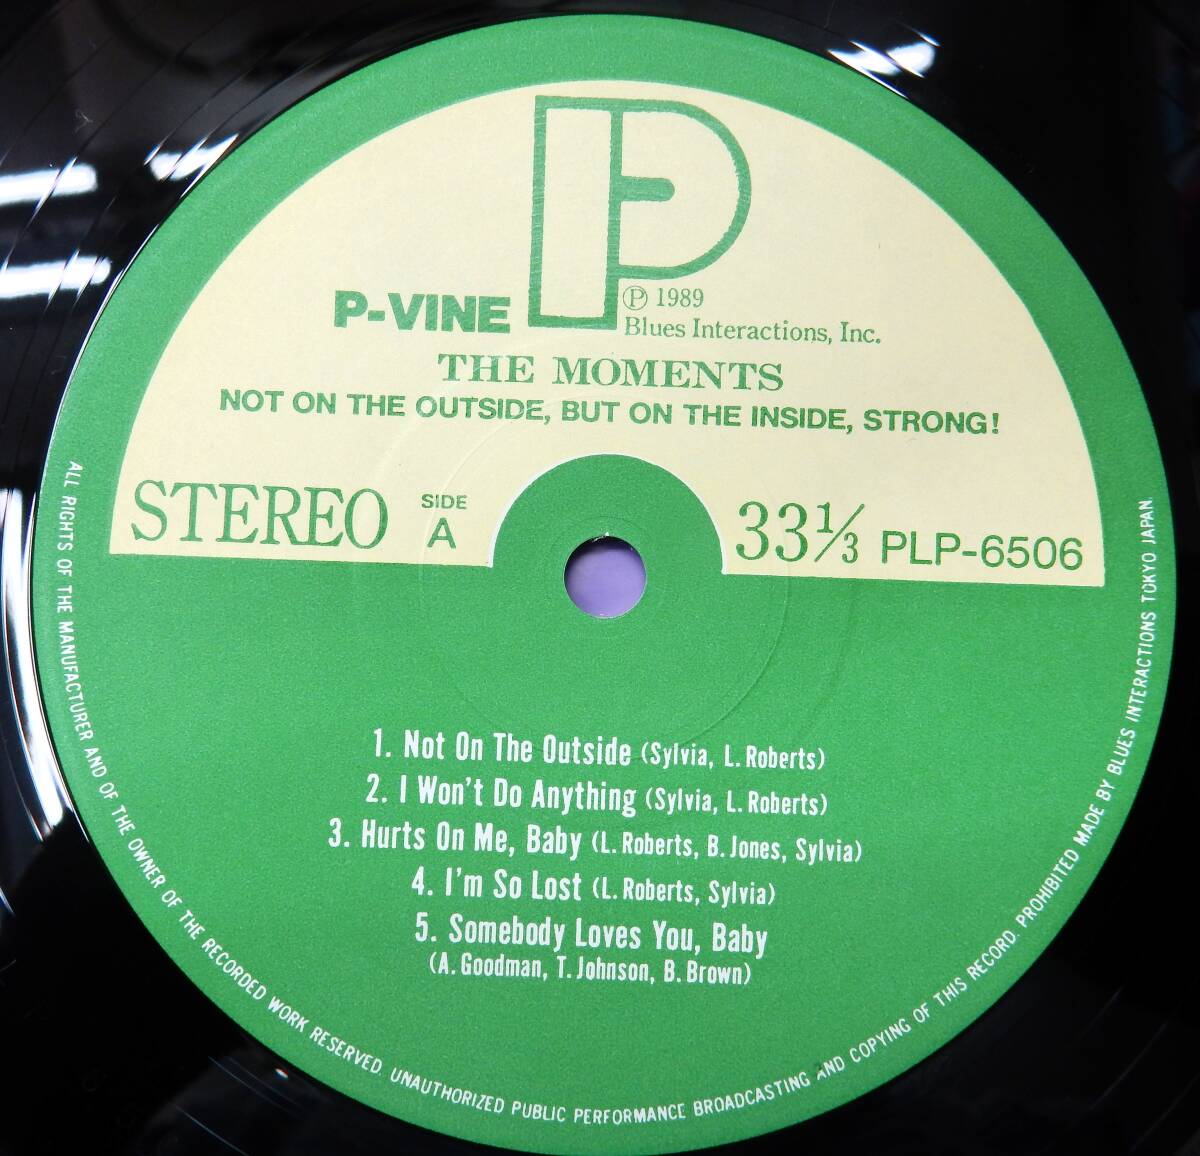 P
P-VINE
℗ 1989
Blues Interactions, Inc.
THE MOMENTS
NOT ON THE OUTSIDE, BUT ON THE INSIDE, STRONG!
STEREO
SIDE
A
33⅓ PLP-6506
1. Not On The Outside (Sylvia, L. Roberts)
2. I Won't Do Anything (Sylvia, L. Roberts)
3. Hurts On Me, Baby (L. Roberts, B. Jones, Sylvia)
4. I'm So Lost (L. Roberts, Sylvia)
5. Somebody Loves You, Baby
(A. Goodman, T. Johnson, B. Brown)
ALL RIGHTS OF THE MANUFACTURER AND OF THE OWNER OF THE RECORDED WORK RESERVED. UNAUTHORIZED PUBLIC PERFORMANCE BROADCASTING AND COPYING OF THIS RECORD PROHIBITED MADE BY BLUES INTERACTIONS TOKYO JAPAN.